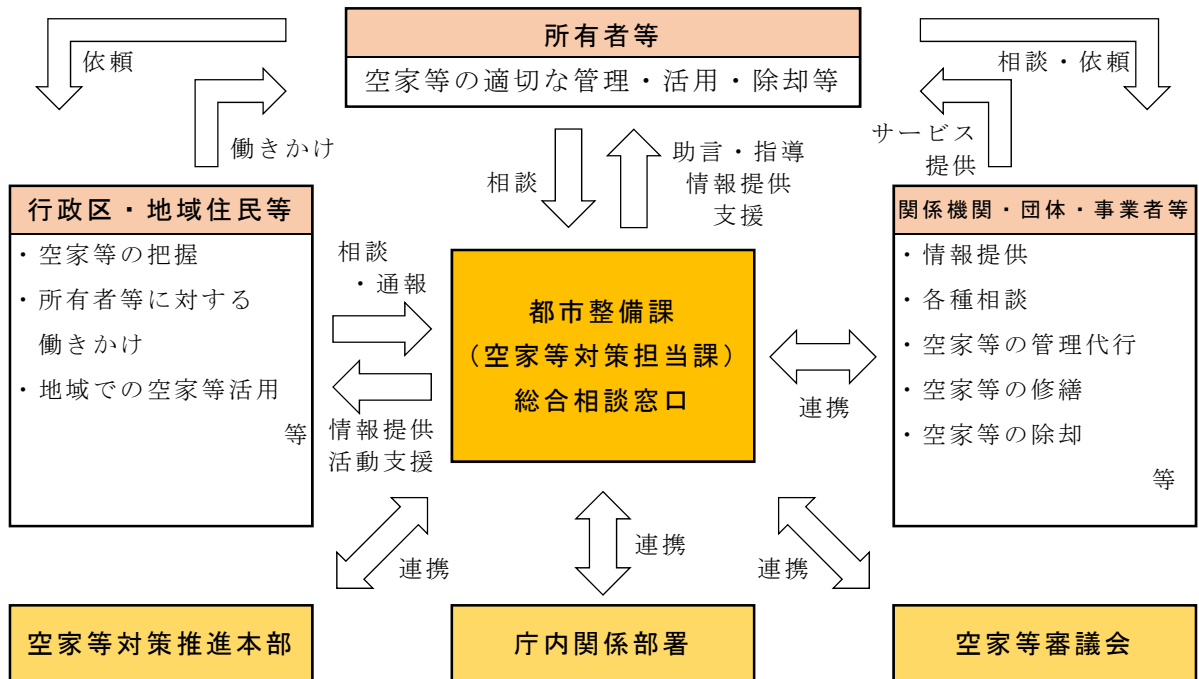 所有者等
空家等の適切な管理・活用・除却等
依頼
働きかけ
相談・依頼
サービス
提供
相談
助言・指導
情報提供
支援
行政区・地域住民等
・空家等の把握
・所有者等に対する
働きかけ
・地域での空家等活用
等
相談
・通報
情報提供
活動支援
都市整備課
（空家等対策担当課）
総合相談窓口
連携
関係機関・団体・事業者等
・情報提供
・各種相談
・空家等の管理代行
・空家等の修繕
・空家等の除却
等
連携
連携
連携
空家等対策推進本部
庁内関係部署
空家等審議会